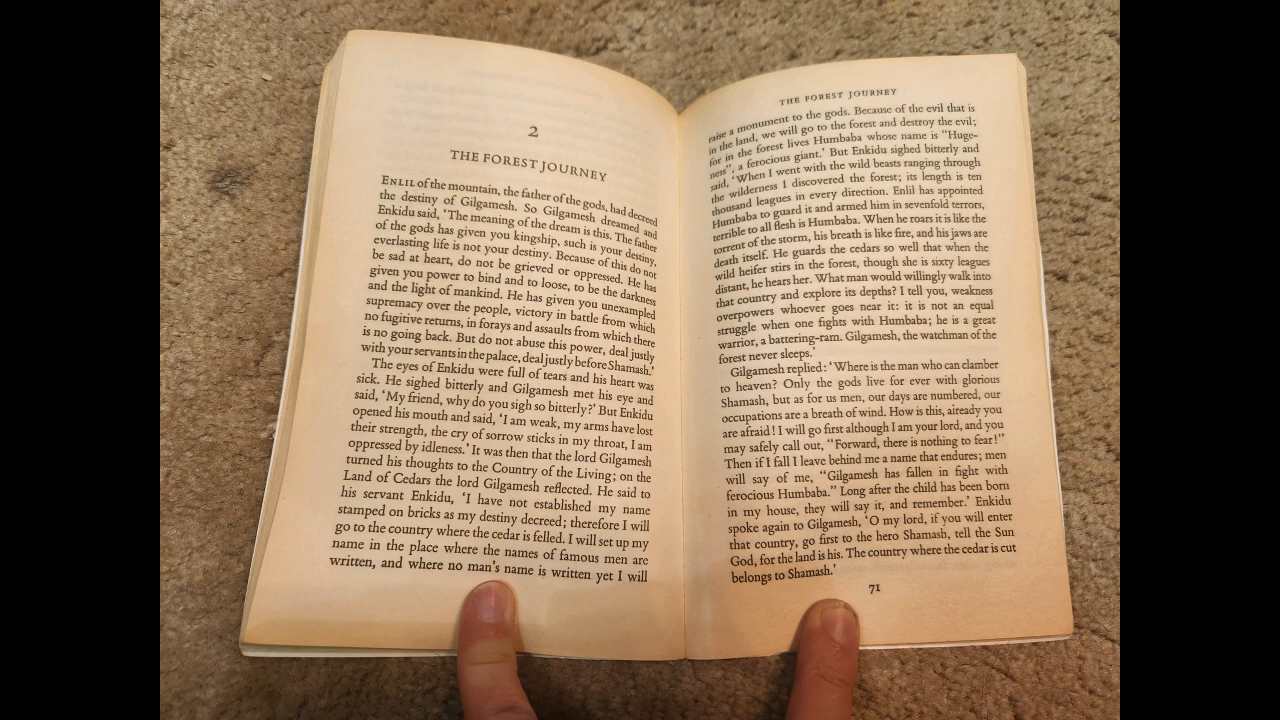 2
THE FOREST JOURNEY
ENLIL of the mountain, the father of the gods, had decreed
the destiny of Gilgamesh. So Gilgamesh dreamed and
Enkidu said, ‘The meaning of the dream is this. The father
of the gods has given you kingship, such is your destiny,
everlasting life is not your destiny. Because of this do not
be sad at heart, do not be grieved or oppressed. He has
given you power to bind and to loose, to be the darkness
and the light of mankind. He has given you unexampled
supremacy over the people, victory in battle from which
no fugitive returns, in forays and assaults from which there
is no going back. But do not abuse this power, deal justly
with your servants in the palace, deal justly before Shamash.’
The eyes of Enkidu were full of tears and his heart was
sick. He sighed bitterly and Gilgamesh met his eye and
said, ‘My friend, why do you sigh so bitterly?’ But Enkidu
opened his mouth and said, ‘I am weak, my arms have lost
their strength, the cry of sorrow sticks in my throat, I am
oppressed by idleness.’ It was then that the lord Gilgamesh
turned his thoughts to the Country of the Living; on the
Land of Cedars the lord Gilgamesh reflected. He said to
his servant Enkidu, ‘I have not established my name
stamped on bricks as my destiny decreed; therefore I will
go to the country where the cedar is felled. I will set up my
name in the place where the names of famous men are
written, and where no man’s name is written yet I will
THE FOREST JOURNEY
raise a monument to the gods. Because of the evil that is
in the land, we will go to the forest and destroy the evil;
for in the forest lives Humbaba whose name is “Huge-
ness”, a ferocious giant.’ But Enkidu sighed bitterly and
said, ‘When I went with the wild beasts ranging through
the wilderness I discovered the forest; its length is ten
thousand leagues in every direction. Enlil has appointed
Humbaba to guard it and armed him in sevenfold terrors,
terrible to all flesh is Humbaba. When he roars it is like the
torrent of the storm, his breath is like fire, and his jaws are
death itself. He guards the cedars so well that when the
wild heifer stirs in the forest, though she is sixty leagues
distant, he hears her. What man would willingly walk into
that country and explore its depths? I tell you, weakness
overpowers whoever goes near it: it is not an equal
struggle when one fights with Humbaba; he is a great
warrior, a battering-ram. Gilgamesh, the watchman of the
forest never sleeps.’
Gilgamesh replied: ‘Where is the man who can clamber
to heaven? Only the gods live for ever with glorious
Shamash, but as for us men, our days are numbered, our
occupations are a breath of wind. How is this, already you
are afraid! I will go first although I am your lord, and you
may safely call out, “Forward, there is nothing to fear!”
Then if I fall I leave behind me a name that endures; men
will say of me, “Gilgamesh has fallen in fight with
ferocious Humbaba.” Long after the child has been born
in my house, they will say it, and remember.’ Enkidu
spoke again to Gilgamesh, ‘O my lord, if you will enter
that country, go first to the hero Shamash, tell the Sun
God, for the land is his. The country where the cedar is cut
belongs to Shamash.’
71